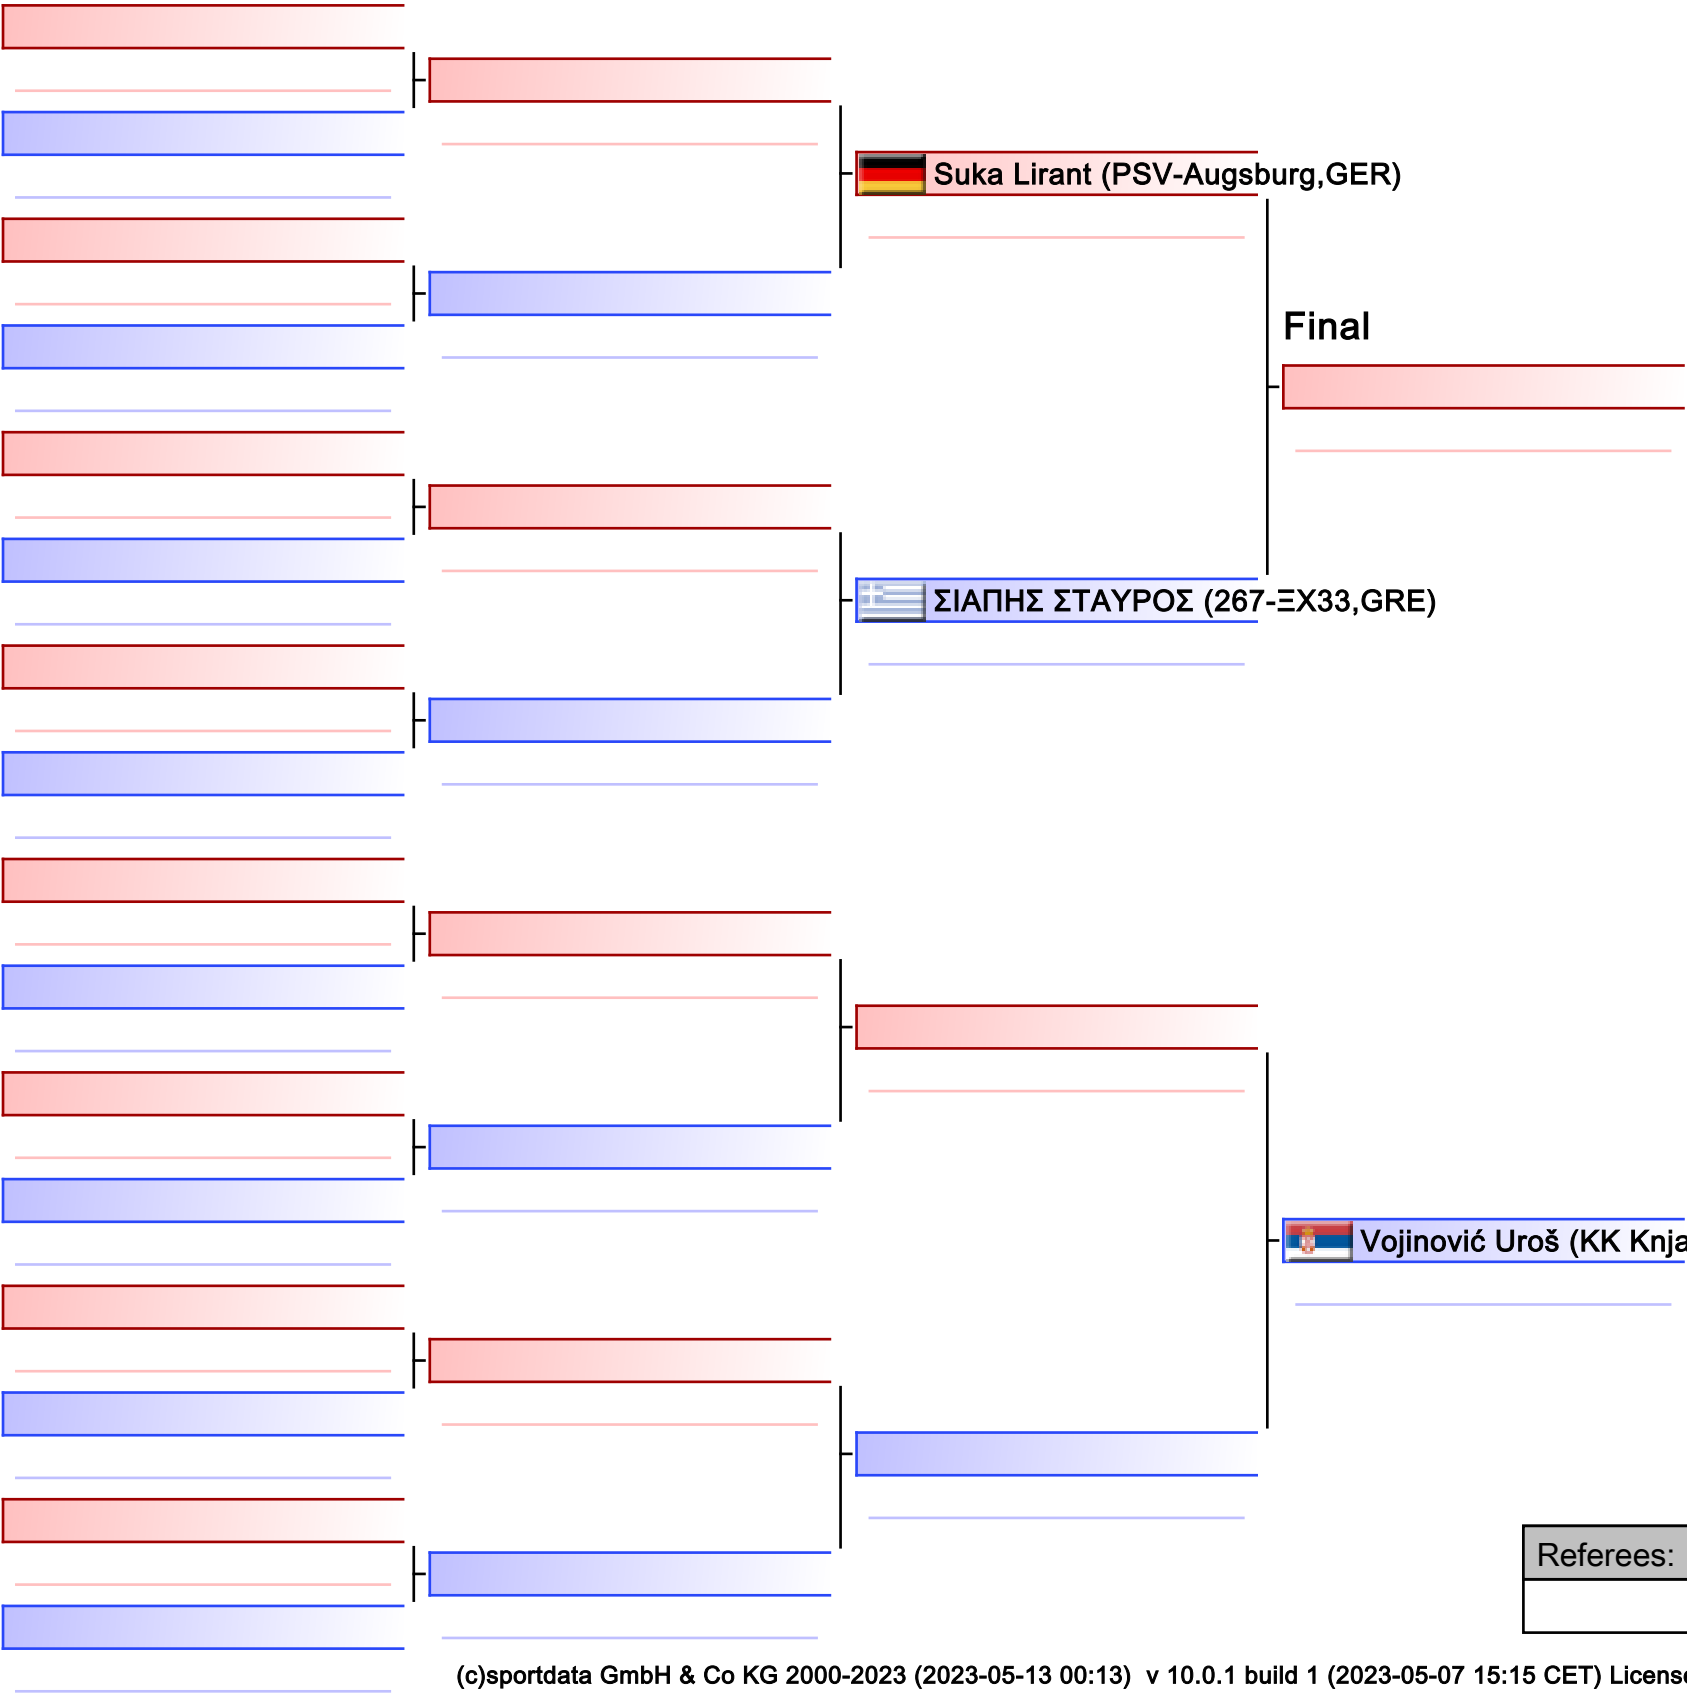 Suka Lirant (PSV-Augsburg,GER)
Final
ΣΙΑΠΗΣ ΣΤΑΥΡΟΣ (267-ΞΧ33,GRE)
Vojinović Uroš (KK Knja
Referees:
(c)sportdata GmbH & Co KG 2000-2023 (2023-05-13 00:13) v 10.0.1 build 1 (2023-05-07 15:15 CET) License